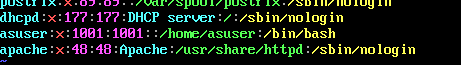 postfix:x:89:89::/var/spool/postfix:/sbin/nologin
dhcpd:x:177:177:DHCP server:/:/sbin/nologin
asuser:x:1001:1001::/home/asuser:/bin/bash
apache:x:48:48:Apache:/usr/share/httpd:/sbin/nologin
~